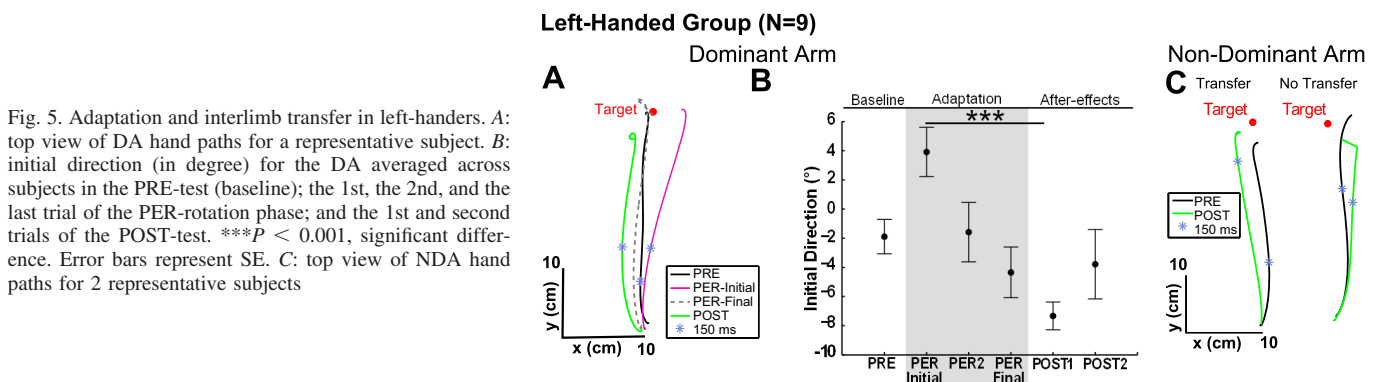 Fig. 5. Adaptation and interlimb transfer in left-handers. A:
top view of DA hand paths for a representative subject. B:
initial direction (in degree) for the DA averaged across
subjects in the PRE-test (baseline); the 1st, the 2nd, and the
last trial of the PER-rotation phase; and the 1st and second
trials of the POST-test. ***P < 0.001, significant differ-
ence. Error bars represent SE. C: top view of NDA hand
paths for 2 representative subjects
Left-Handed Group (N=9)
Dominant Arm
A
Target
10
y (cm)
x (cm)
10
PRE
PER-Initial
PER-Final
POST
150 ms
B
Baseline
Adaptation
After-effects
***
Initial Direction (°)
6
4
2
0
-2
-4
-6
-8
-10
PRE
PER
Initial
PER2
PER
Final
POST1
POST2
Non-Dominant Arm
C
Transfer
No Transfer
Target
Target
PRE
POST
150 ms
10
y (cm)
x (cm)
10